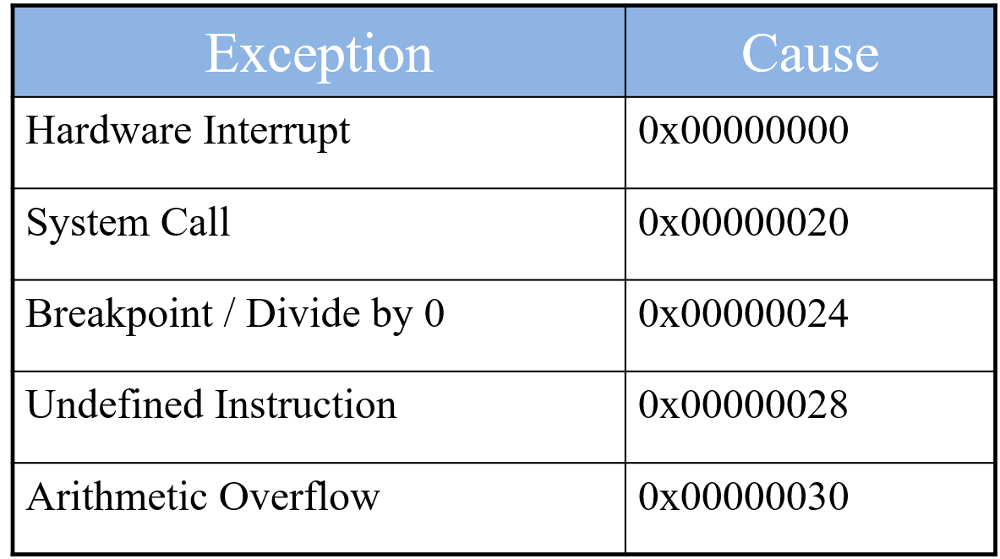 Exception Cause
Hardware Interrupt 0x00000000
System Call 0x00000020
Breakpoint / Divide by 0 0x00000024
Undefined Instruction 0x00000028
Arithmetic Overflow 0x00000030